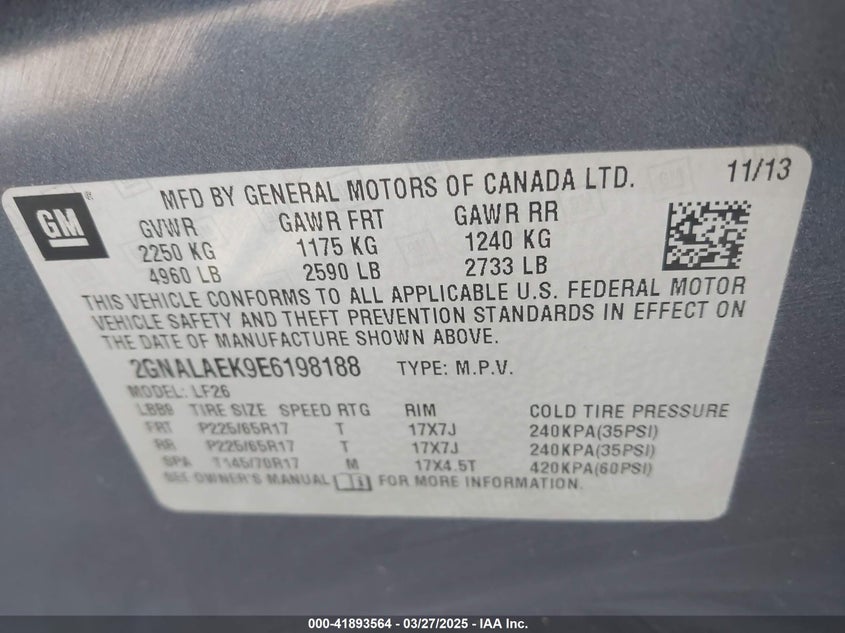 GM ®
MFD BY GENERAL MOTORS OF CANADA LTD. 11/13
GVWR GAWR FRT GAWR RR
2250 KG 1175 KG 1240 KG
4960 LB 2590 LB 2733 LB
THIS VEHICLE CONFORMS TO ALL APPLICABLE U.S. FEDERAL MOTOR
VEHICLE SAFETY AND THEFT PREVENTION STANDARDS IN EFFECT ON
THE DATE OF MANUFACTURE SHOWN ABOVE.
2GNALAEK9E6198188 TYPE: M.P.V.
MODEL: LF26
LBB9 TIRE SIZE SPEED RTG RIM COLD TIRE PRESSURE
FRT P225/65R17 T 17X7J 240KPA(35PSI)
RR P225/65R17 T 17X7J 240KPA(35PSI)
SPA T145/70R17 M 17X4.5T 420KPA(60PSI)
SEE OWNER'S MANUAL FOR MORE INFORMATION.
000-41893564 / 03/27/2025 - IAA Inc.